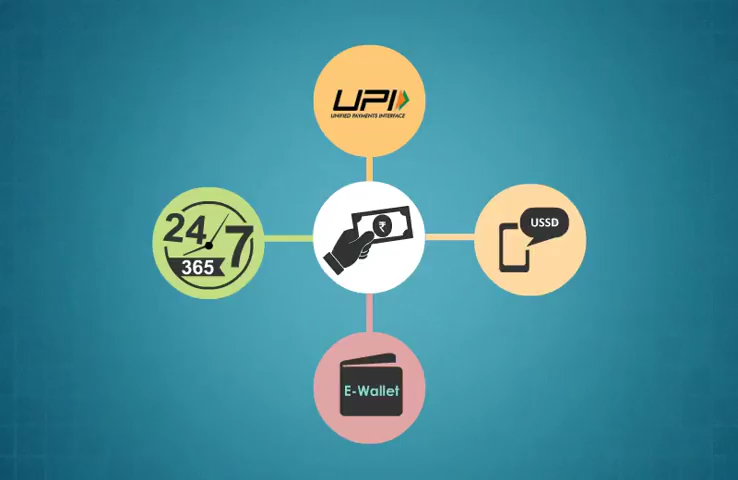 UPI
UNIFIED PAYMENTS INTERFACE
24
7
365
₹
USSD
E-Wallet